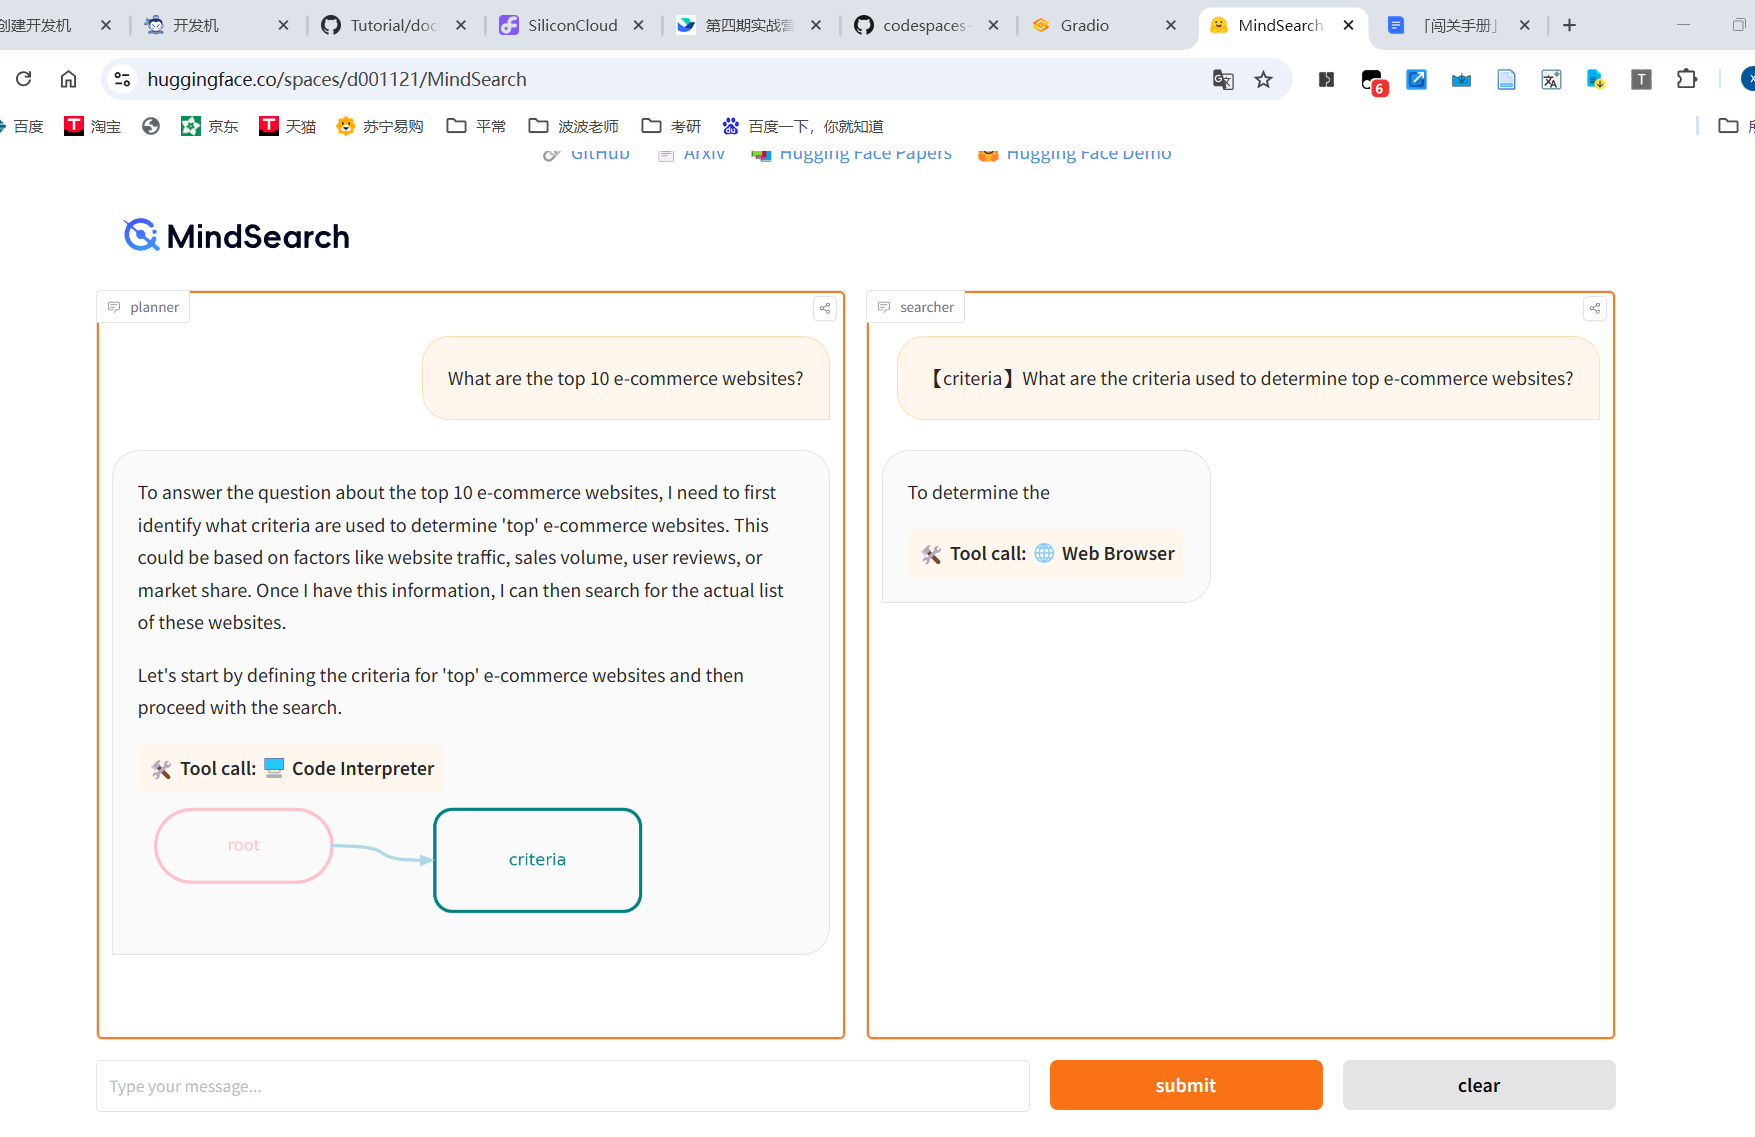 创建开发机
开发机
Tutorial/doc
SiliconCloud
第四期实战营
codespaces-
Gradio
MindSearch
「闯关手册」
huggingface.co/spaces/d001121/MindSearch
6
T
百度
淘宝
京东
天猫
苏宁易购
平常
波波老师
考研
百度一下，你就知道
GitHub
Arxiv
Hugging Face Papers
Hugging Face Demo
MindSearch
planner
What are the top 10 e-commerce websites?
To answer the question about the top 10 e-commerce websites, I need to first
identify what criteria are used to determine 'top' e-commerce websites. This
could be based on factors like website traffic, sales volume, user reviews, or
market share. Once I have this information, I can then search for the actual list
of these websites.
Let's start by defining the criteria for 'top' e-commerce websites and then
proceed with the search.
Tool call: Code Interpreter
root
criteria
searcher
【criteria】What are the criteria used to determine top e-commerce websites?
To determine the
Tool call: Web Browser
Type your message...
submit
clear